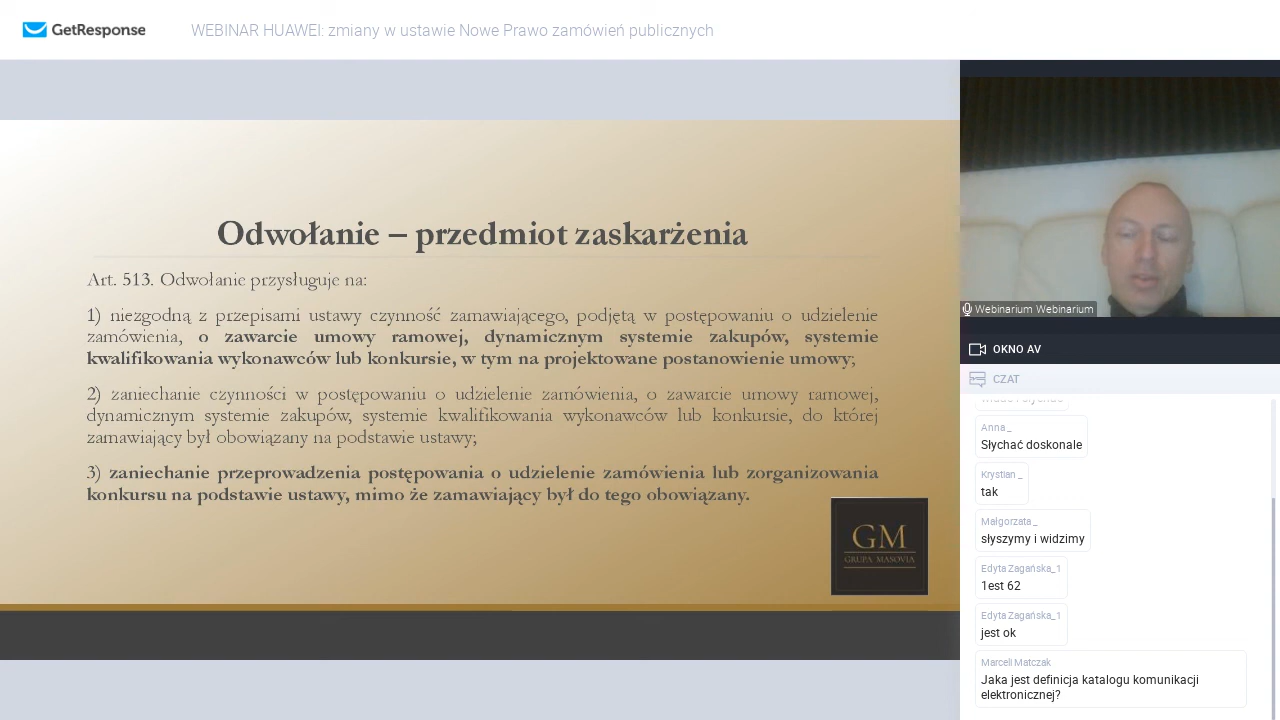 GetResponse
WEBINAR HUAWEI: zmiany w ustawie Nowe Prawo zamówień publicznych
Odwołanie – przedmiot zaskarżenia
Art. 513. Odwołanie przysługuje na:
1) niezgodną z przepisami ustawy czynność zamawiającego, podjętą w postępowaniu o udzielenie
zamówienia, o zawarcie umowy ramowej, dynamicznym systemie zakupów, systemie
kwalifikowania wykonawców lub konkursie, w tym na projektowane postanowienie umowy;
2) zaniechanie czynności w postępowaniu o udzielenie zamówienia, o zawarcie umowy ramowej,
dynamicznym systemie zakupów, systemie kwalifikowania wykonawców lub konkursie, do której
zamawiający był obowiązany na podstawie ustawy;
3) zaniechanie przeprowadzenia postępowania o udzielenie zamówienia lub zorganizowania
konkursu na podstawie ustawy, mimo że zamawiający był do tego obowiązany.
GM
GRUPA MASOVIA
Webinarium Webinarium
OKNO AV
CZAT
Anna _
Słychać doskonale
Krystian _
tak
Małgorzata _
słyszymy i widzimy
Edyta Zagańska_1
1est 62
Edyta Zagańska_1
jest ok
Marceli Matczak
Jaka jest definicja katalogu komunikacji
elektronicznej?